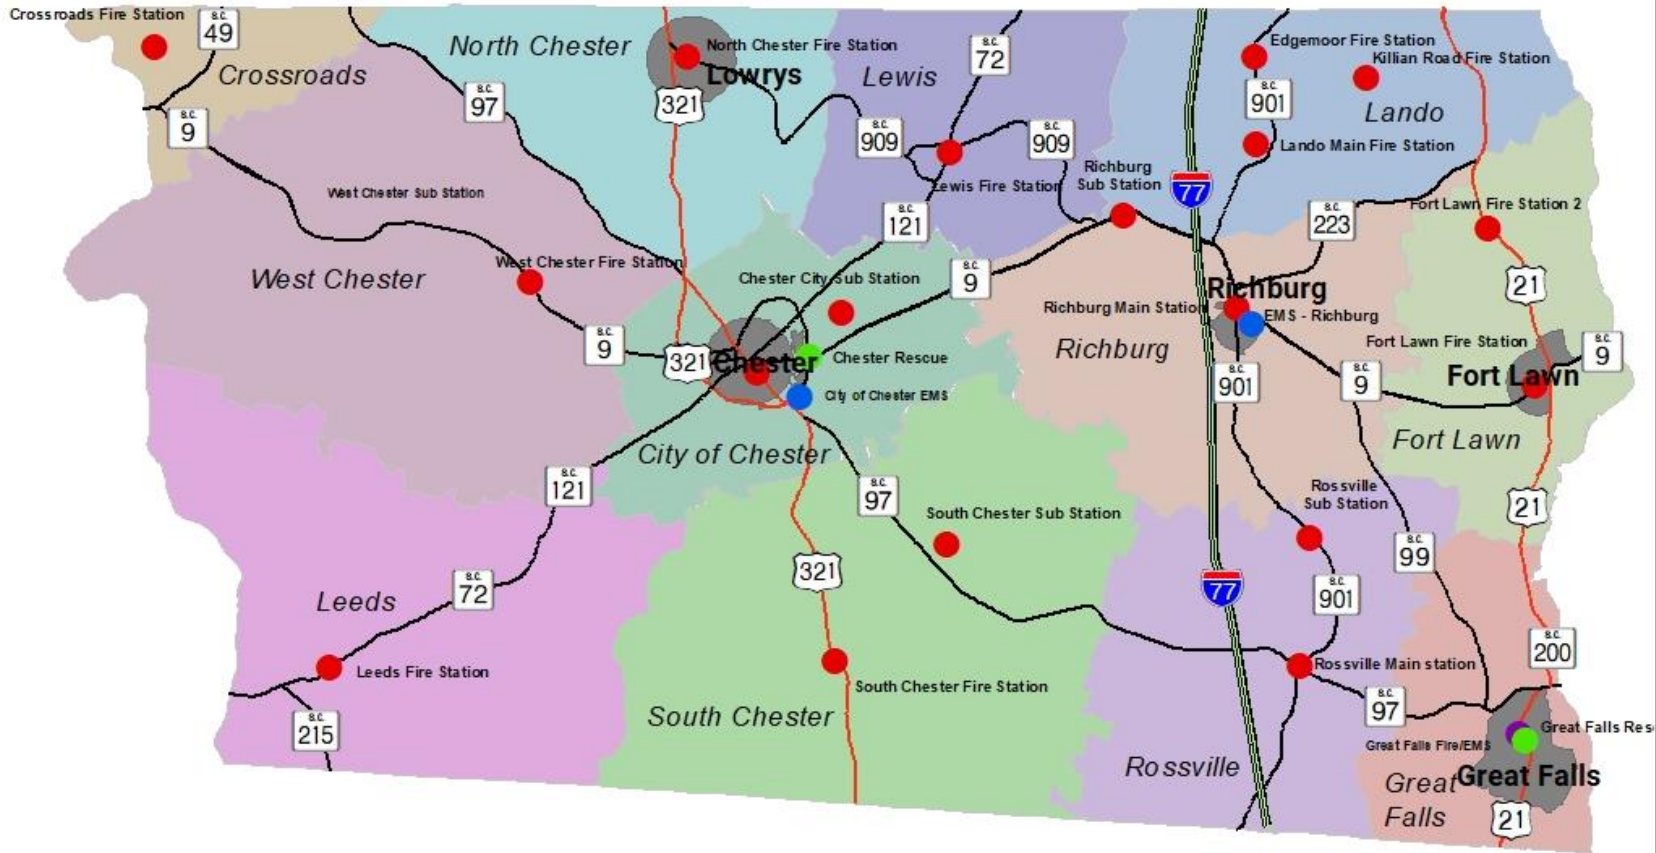 Crossroads Fire Station
S.C.
49
North Chester
North Chester Fire Station
Lowrys
Lewis
S.C.
72
Edgemoor Fire Station
Killian Road Fire Station
Crossroads
S.C.
97
321
S.C.
901
Lando
S.C.
9
S.C.
909
S.C.
909
Lando Main Fire Station
West Chester Sub Station
Lewis Fire Station
Richburg
Sub Station
77
S.C.
121
S.C.
223
Fort Lawn Fire Station 2
West Chester Fire Station
West Chester
Chester City Sub Station
S.C.
9
Richburg
21
Richburg Main Station
EMS - Richburg
S.C.
9
321
Chester
Chester Rescue
Richburg
Fort Lawn Fire Station
S.C.
9
City of Chester EMS
S.C.
901
S.C.
9
Fort Lawn
City of Chester
Fort Lawn
S.C.
121
S.C.
97
Rossville
Sub Station
21
South Chester Sub Station
S.C.
99
321
77
Leeds
S.C.
72
S.C.
901
S.C.
200
Leeds Fire Station
South Chester Fire Station
Rossville Main station
S.C.
215
South Chester
S.C.
97
Great Falls Res
Great Falls Fire/EMS
Rossville
Great Falls
Great
Falls
21